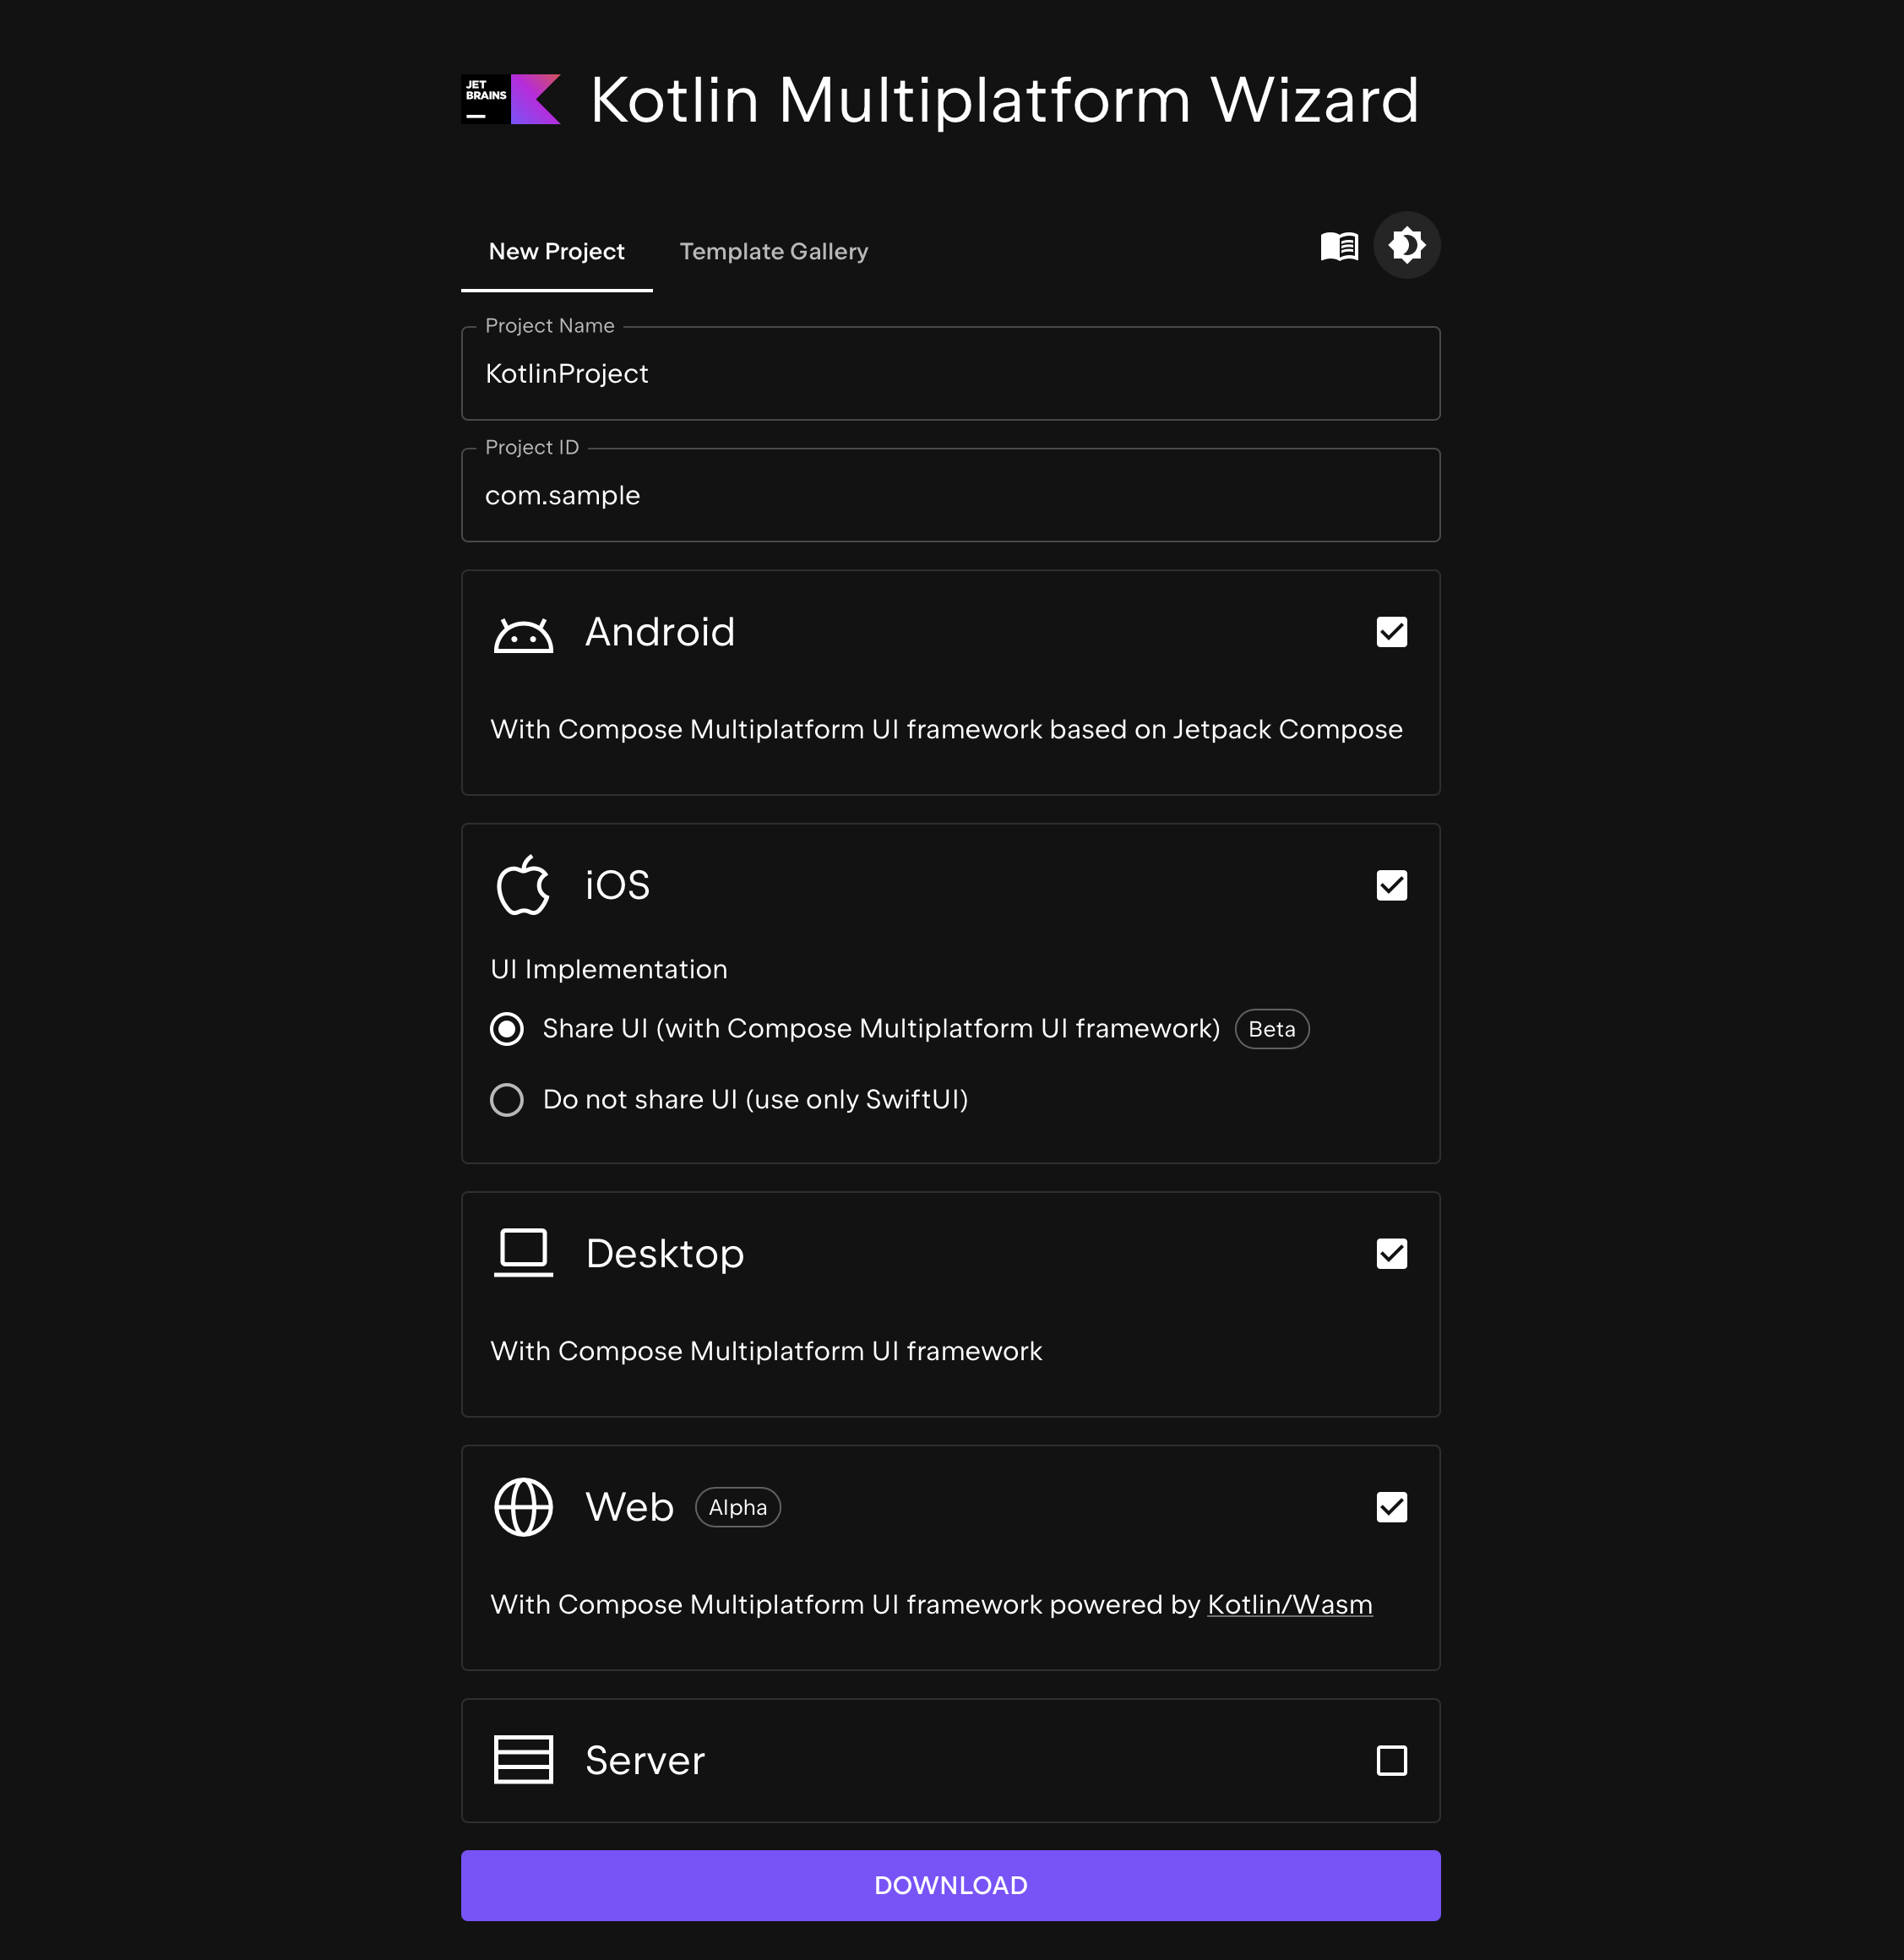 JET
BRAINS
Kotlin Multiplatform Wizard
New Project
Template Gallery
Project Name
KotlinProject
Project ID
com.sample
Android
With Compose Multiplatform UI framework based on Jetpack Compose
iOS
UI Implementation
Share UI (with Compose Multiplatform UI framework) Beta
Do not share UI (use only SwiftUI)
Desktop
With Compose Multiplatform UI framework
Web Alpha
With Compose Multiplatform UI framework powered by Kotlin/Wasm
Server
DOWNLOAD